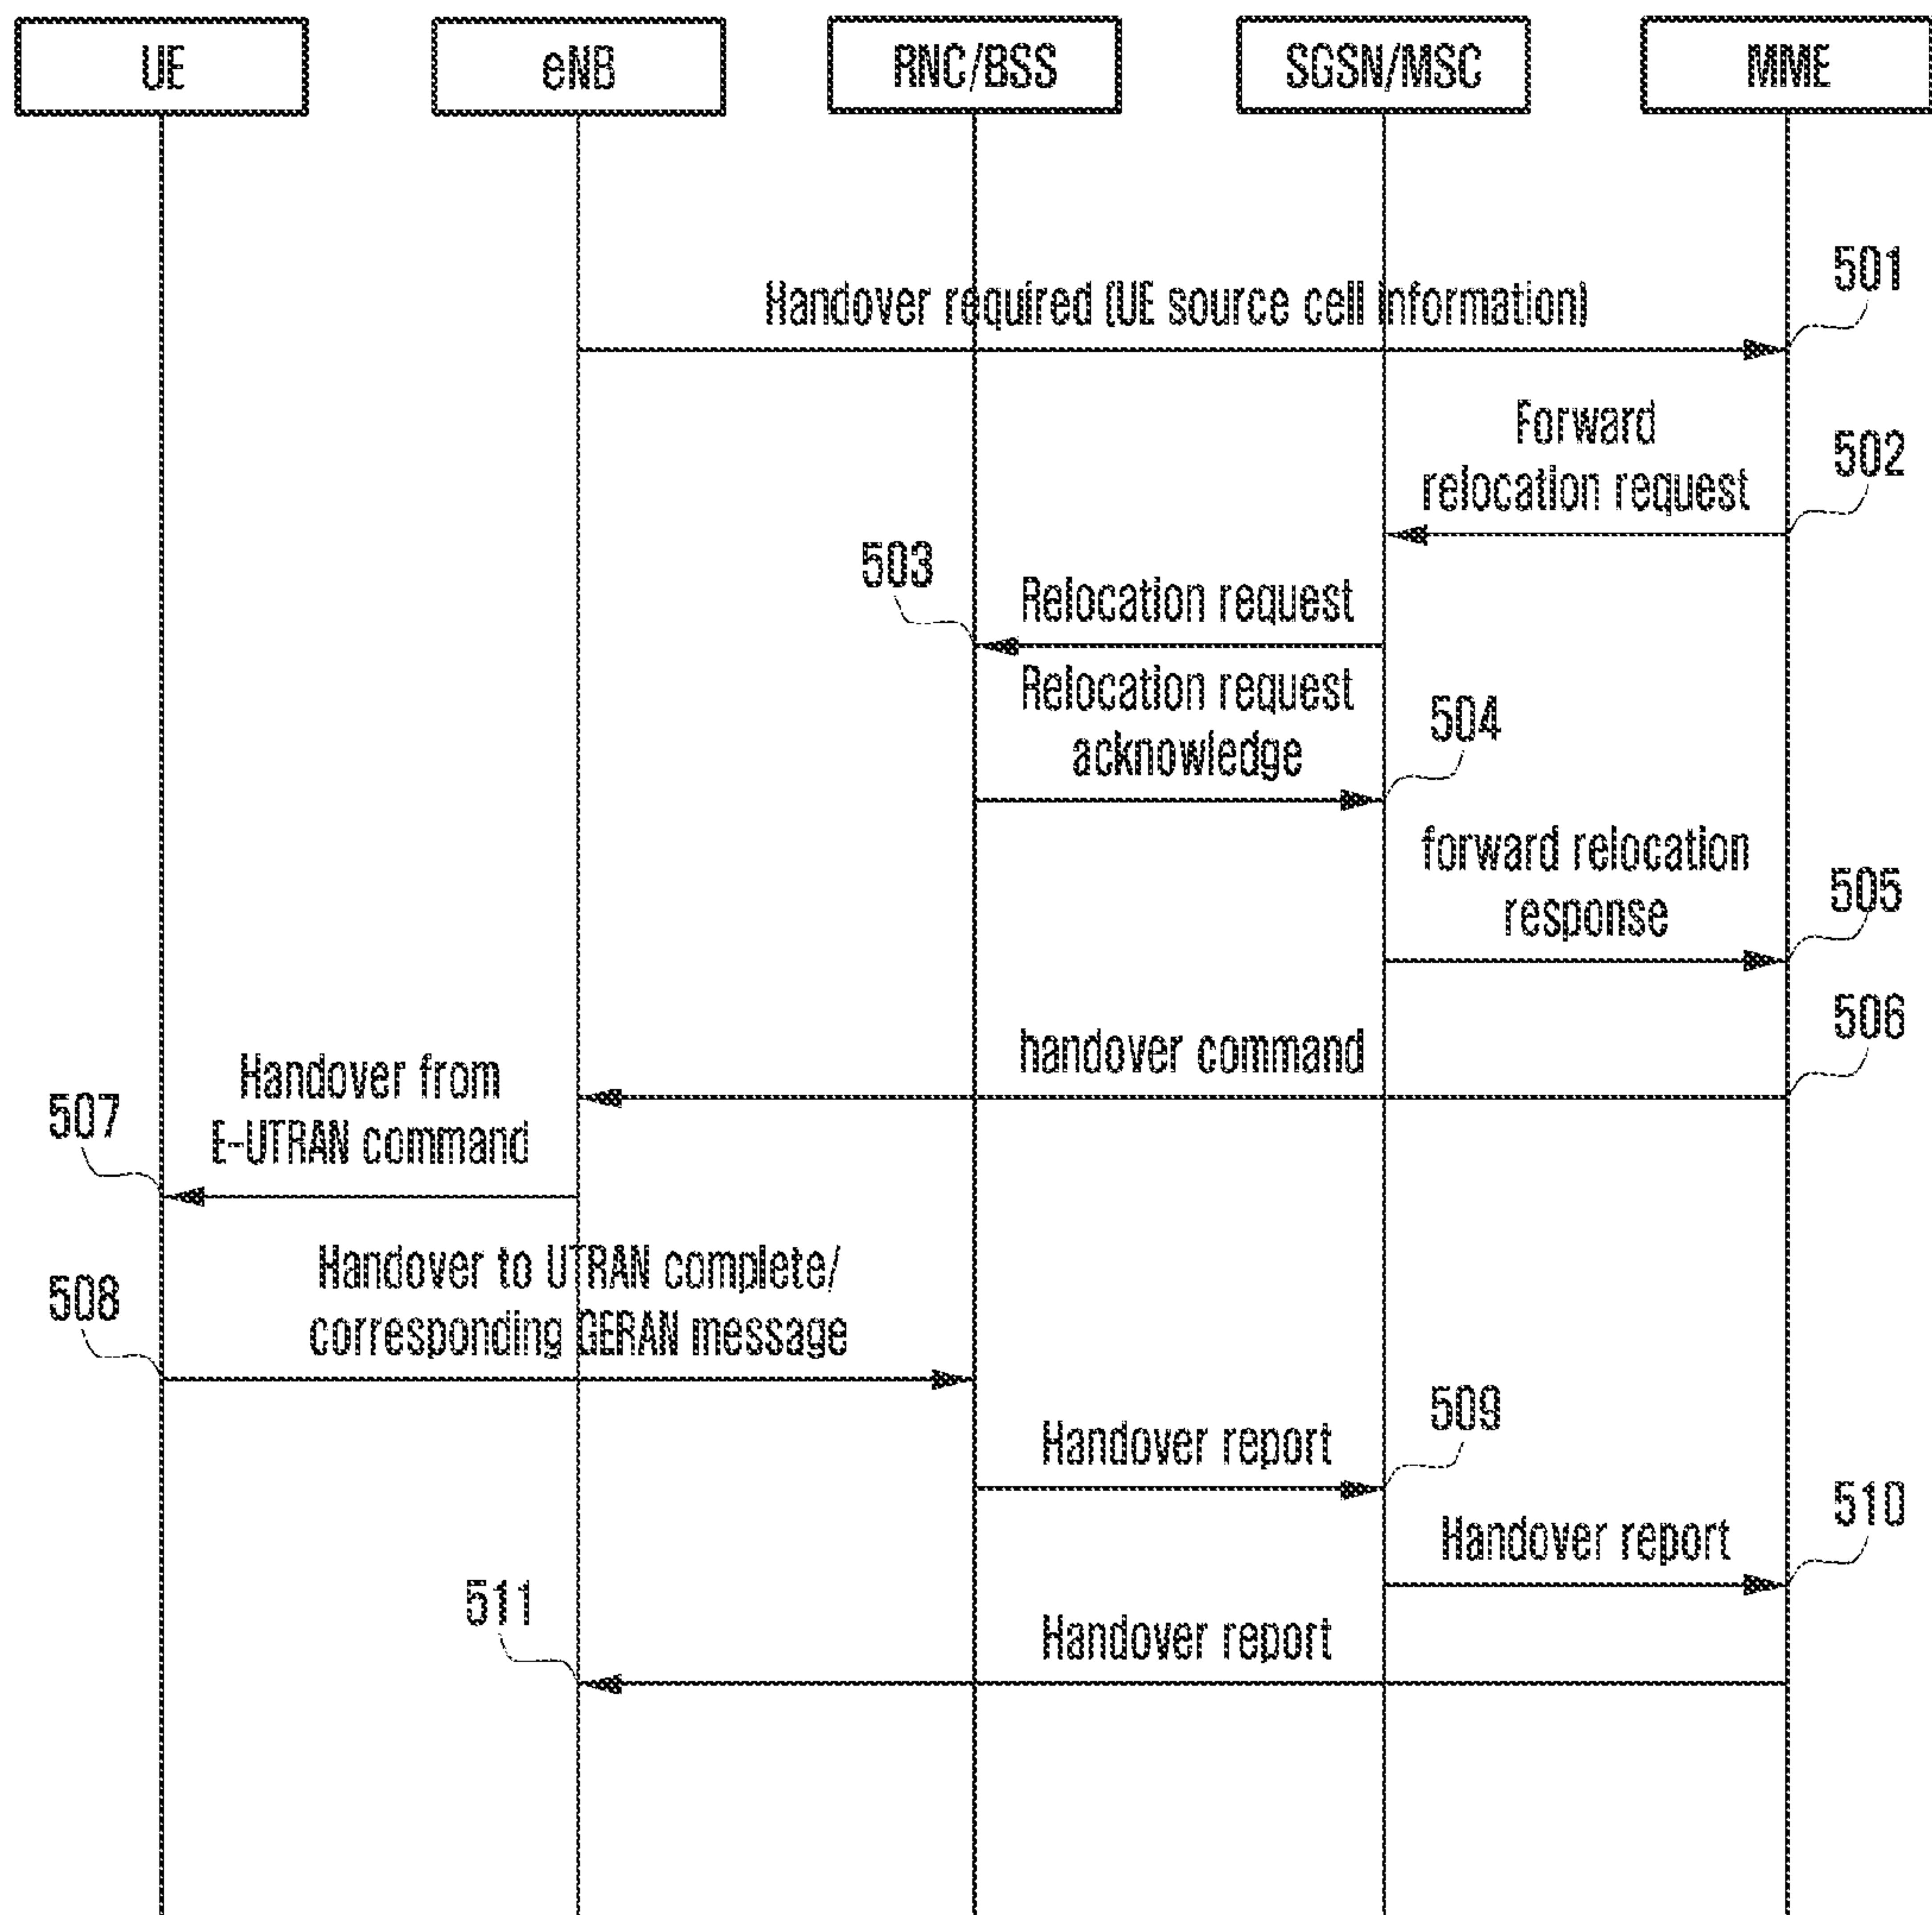 UE
eNB
RNC/BSS
SGSN/MSC
MME
501
Handover required (UE source cell information)
Forward
relocation request
502
503
Relocation request
Relocation request
acknowledge
504
forward relocation
response
505
506
handover command
Handover from
E-UTRAN command
507
Handover to UTRAN complete/
corresponding GERAN message
508
509
Handover report
510
Handover report
511
Handover report